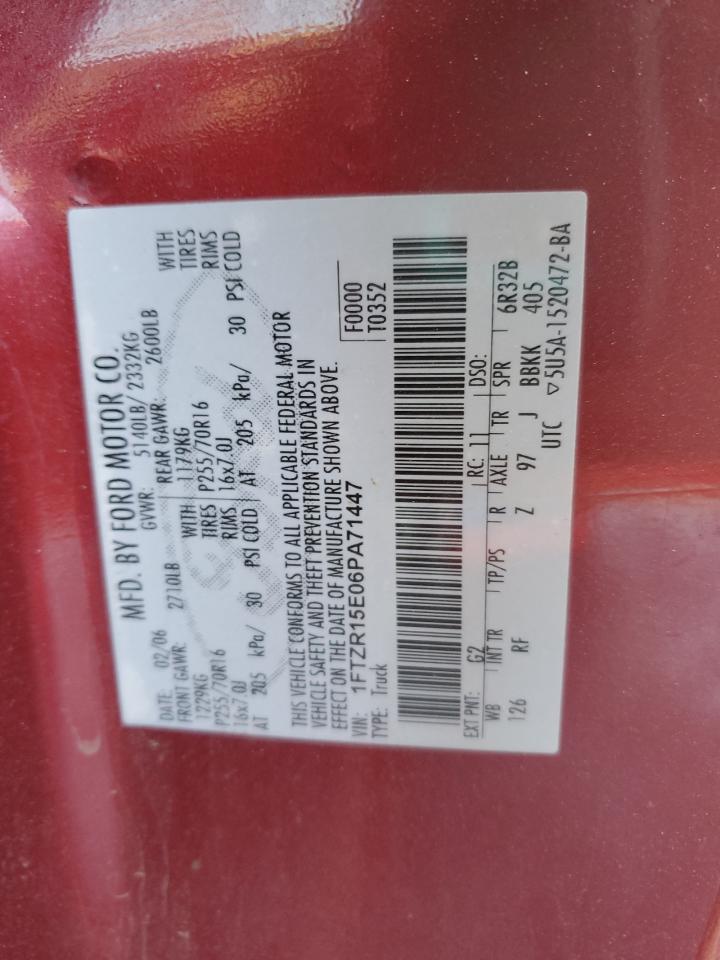 MFD. BY FORD MOTOR CO.
DATE: 02/06 GVWR: 5140LB/ 2332KG
FRONT GAWR: 2710LB REAR GAWR: 2600LB
1229KG WITH 1179KG WITH
P255/70R16 TIRES P255/70R16 TIRES
16x7.0J RIMS 16x7.0J RIMS
AT 205 kPa/ 30 PSI COLD AT 205 kPa/ 30 PSI COLD
THIS VEHICLE CONFORMS TO ALL APPLICABLE FEDERAL MOTOR
VEHICLE SAFETY AND THEFT PREVENTION STANDARDS IN
EFFECT ON THE DATE OF MANUFACTURE SHOWN ABOVE.
VIN: 1FTZR15E06PA71447 F0000
TYPE: Truck T0352
EXT PNT: G2 RC: 11 DSO:
WB INT TR TP/PS R AXLE TR SPR 6R32B
126 RF Z 97 J BBKK 405
UTC ▽5U5A-1520472-BA